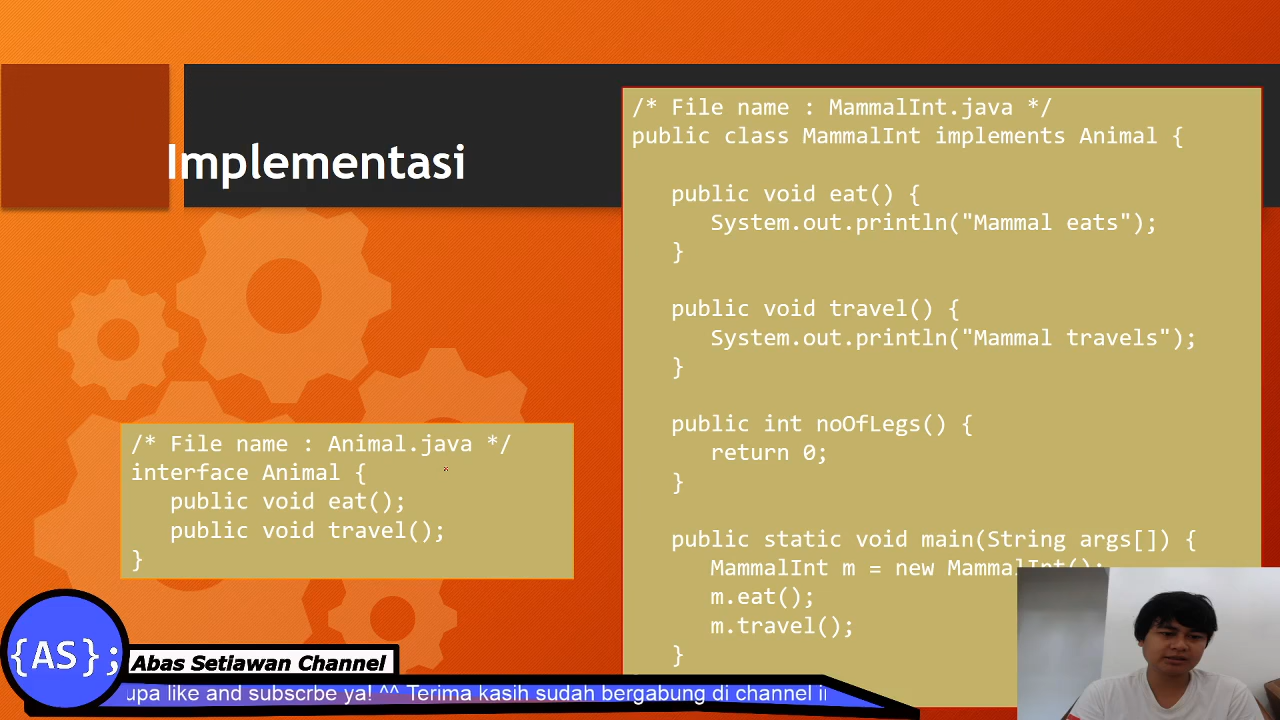 Implementasi
/* File name : Animal.java */
interface Animal {
public void eat();
public void travel();
}
/* File name : MammalInt.java */
public class MammalInt implements Animal {
public void eat() {
System.out.println("Mammal eats");
}
public void travel() {
System.out.println("Mammal travels");
}
public int noOfLegs() {
return 0;
}
public static void main(String args[]) {
MammalInt m = new MammalInt();
m.eat();
m.travel();
}
{AS};
Abas Setiawan Channel
upa like and subscrbe ya! ^^ Terima kasih sudah bergabung di channel